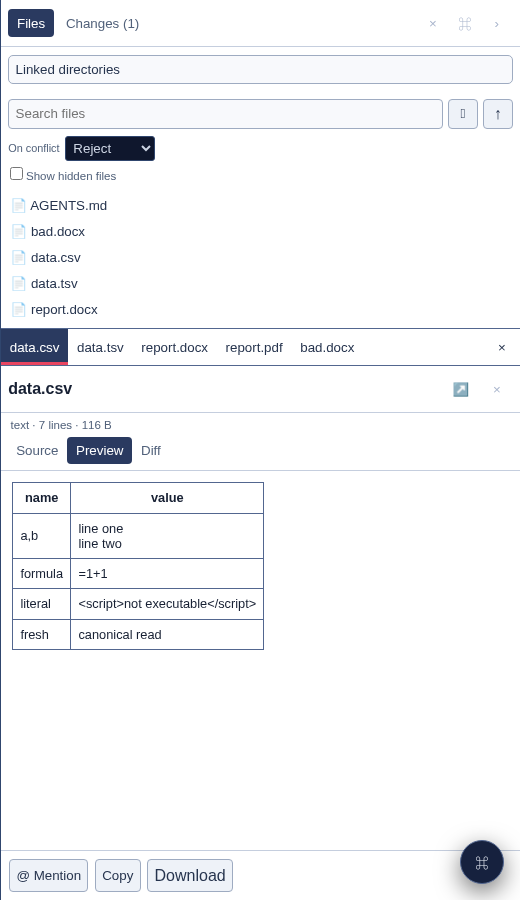 Files Changes (1) × ⌘ ›
Linked directories
Search files ↑
On conflict Reject
Show hidden files
AGENTS.md
bad.docx
data.csv
data.tsv
report.docx
data.csv data.tsv report.docx report.pdf bad.docx ×
data.csv ×
text · 7 lines · 116 B
Source Preview Diff
name value
a,b line one
line two
formula =1+1
literal <script>not executable</script>
fresh canonical read
@ Mention Copy Download ⌘